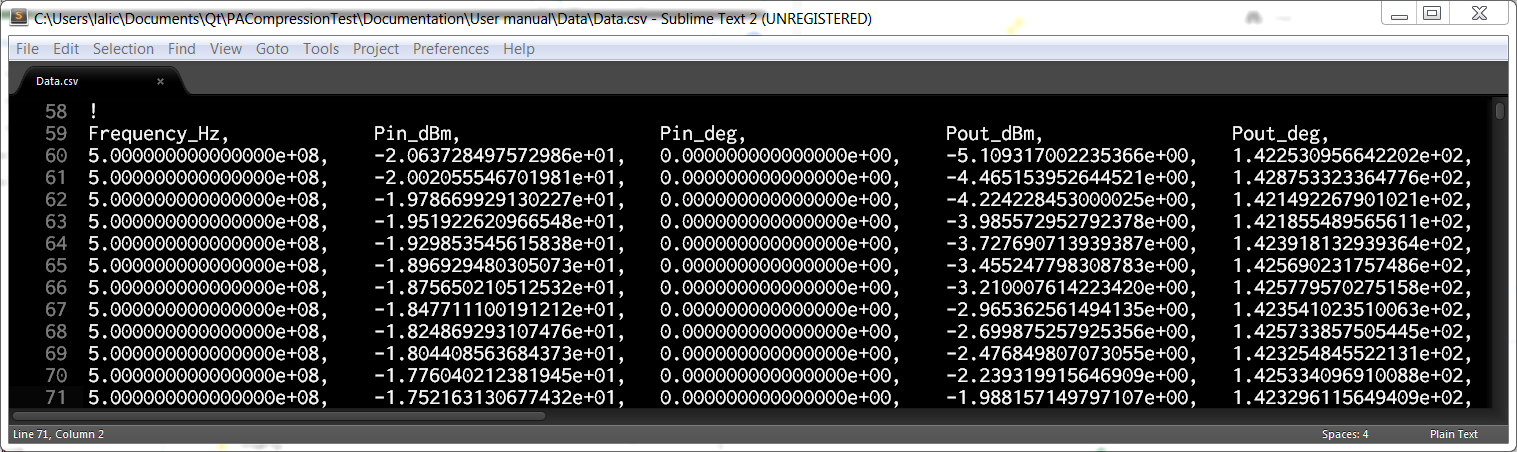 C:\Users\lalic\Documents\Qt\PACompressionTest\Documentation\User manual\Data\Data.csv - Sublime Text 2 (UNREGISTERED)
File Edit Selection Find View Goto Tools Project Preferences Help
Data.csv ×
58 !
59 Frequency_Hz, Pin_dBm, Pin_deg, Pout_dBm, Pout_deg,
60 5.000000000000000e+08, -2.063728497572986e+01, 0.000000000000000e+00, -5.109317002235366e+00, 1.422530956642202e+02,
61 5.000000000000000e+08, -2.002055546701981e+01, 0.000000000000000e+00, -4.465153952644521e+00, 1.428753323364776e+02,
62 5.000000000000000e+08, -1.978669929130227e+01, 0.000000000000000e+00, -4.224228453000025e+00, 1.421492267901021e+02,
63 5.000000000000000e+08, -1.951922620966548e+01, 0.000000000000000e+00, -3.985572952792378e+00, 1.421855489565611e+02,
64 5.000000000000000e+08, -1.929853545615838e+01, 0.000000000000000e+00, -3.727690713939387e+00, 1.423918132939364e+02,
65 5.000000000000000e+08, -1.896929480305073e+01, 0.000000000000000e+00, -3.455247798308783e+00, 1.425690231757486e+02,
66 5.000000000000000e+08, -1.875650210512532e+01, 0.000000000000000e+00, -3.210007614223420e+00, 1.425779570275158e+02,
67 5.000000000000000e+08, -1.847711100191212e+01, 0.000000000000000e+00, -2.965362561494135e+00, 1.423541023510063e+02,
68 5.000000000000000e+08, -1.824869293107476e+01, 0.000000000000000e+00, -2.699875257925356e+00, 1.425733857505445e+02,
69 5.000000000000000e+08, -1.804408563684373e+01, 0.000000000000000e+00, -2.476849807073055e+00, 1.423254845522131e+02,
70 5.000000000000000e+08, -1.776040212381945e+01, 0.000000000000000e+00, -2.239319915646909e+00, 1.425334096910088e+02,
71 5.000000000000000e+08, -1.752163130677432e+01, 0.000000000000000e+00, -1.988157149797107e+00, 1.423296115649409e+02,
Line 71, Column 2 Spaces: 4 Plain Text